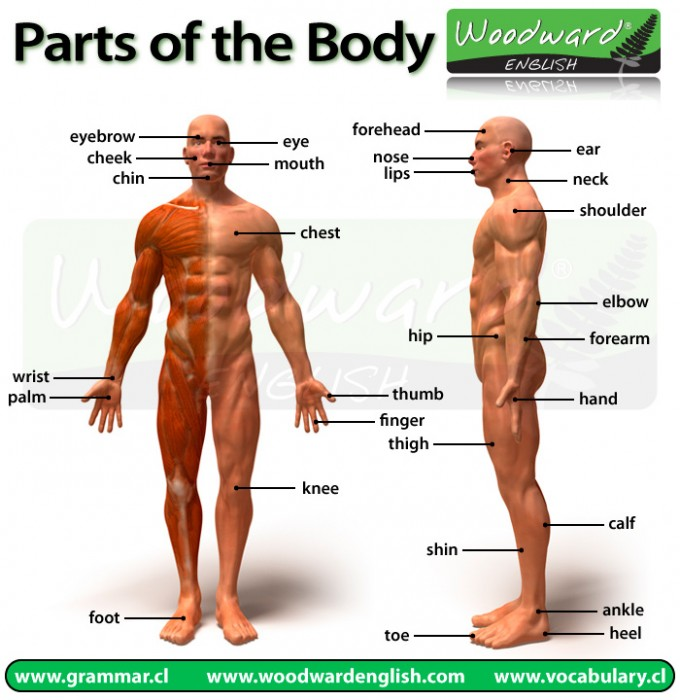 Parts of the Body
Woodward®
ENGLISH
eyebrow
eye
cheek
mouth
chin
chest
wrist
palm
thumb
finger
knee
foot
forehead
ear
nose
lips
neck
shoulder
elbow
hip
forearm
hand
thigh
calf
shin
ankle
toe
heel
Woodward®
ENGLISH
www.grammar.cl www.woodwardenglish.com www.vocabulary.cl